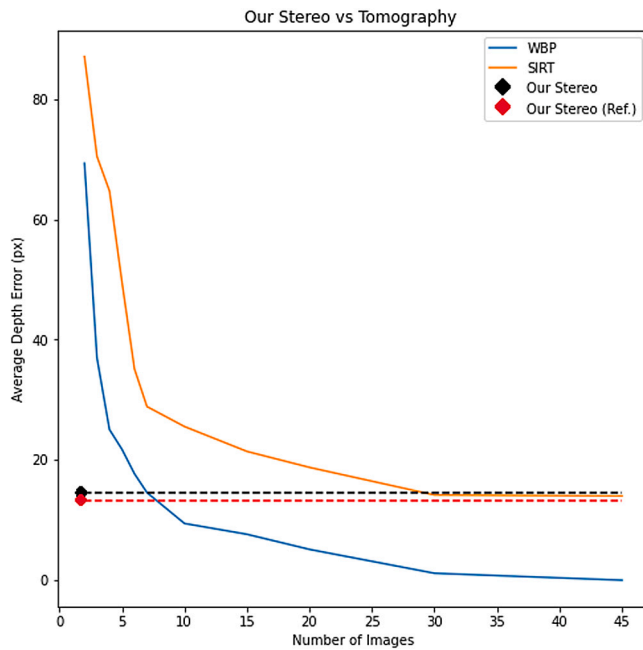 Our Stereo vs Tomography
WBP
SIRT
Our Stereo
Our Stereo (Ref.)
Average Depth Error (px)
80
60
40
20
0
0 5 10 15 20 25 30 35 40 45
Number of Images